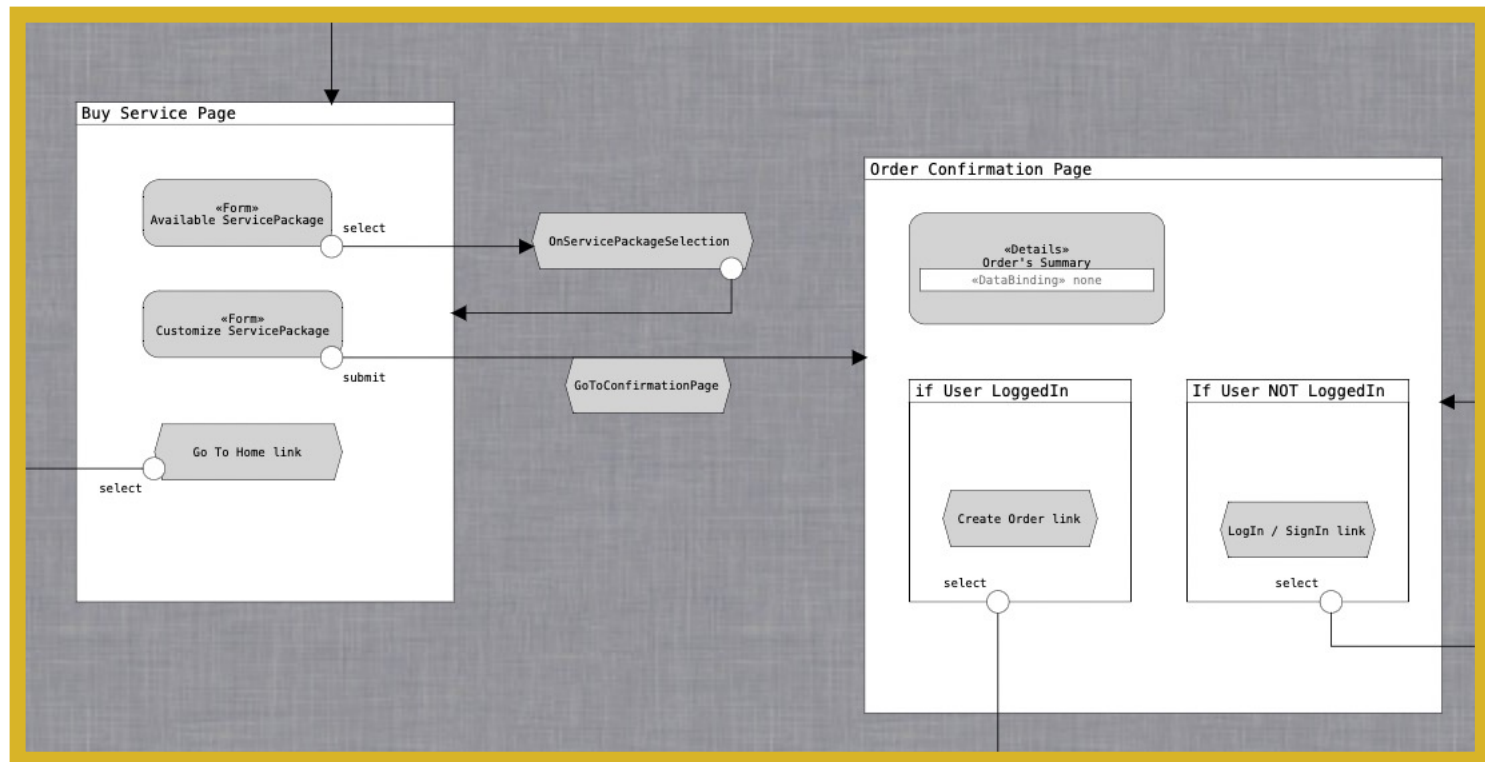 Buy Service Page
«Form»
Available ServicePackage
select
«Form»
Customize ServicePackage
submit
Go To Home link
select
OnServicePackageSelection
GoToConfirmationPage
Order Confirmation Page
«Details»
Order's Summary
«DataBinding» none
if User LoggedIn
Create Order link
select
If User NOT LoggedIn
LogIn / SignIn link
select